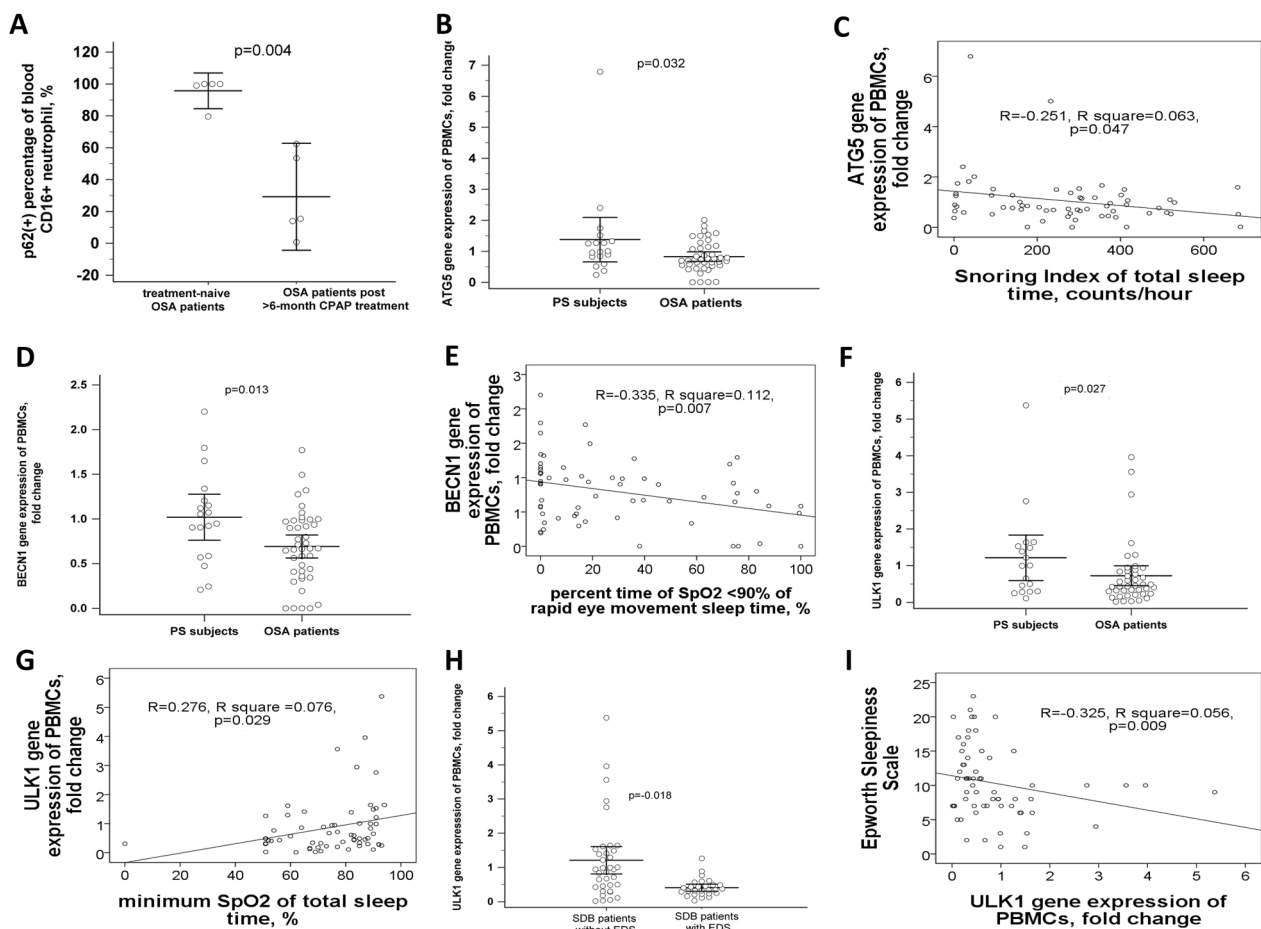 A
p62(+) percentage of blood
CD16+ neutrophil, %
p=0.004
120
100
80
60
40
20
0
-20
treatment-naive
OSA patients
OSA patients post
>6-month CPAP treatment
B
ATG5 gene expression of PBMCs, fold change
p=0.032
7
6
5
4
3
2
1
0
PS subjects
OSA patients
C
ATG5 gene
expression of PBMCs,
fold change
R=-0.251, R square=0.063,
p=0.047
6
4
2
0
0
200
400
600
Snoring Index of total sleep
time, counts/hour
D
BECN1 gene expression of PBMCs,
fold change
p=0.013
2.5
2.0
1.5
1.0
0.5
0.0
PS subjects
OSA patients
E
BECN1 gene
expression of
PBMCs, fold change
R=-0.335, R square=0.112,
p=0.007
3
2
2
1
1
0
0
20
40
60
80
100
percent time of SpO2 <90% of
rapid eye movement sleep time, %
F
ULK1 gene expression of PBMCs, fold change
p=0.027
6
5
4
3
2
1
0
PS subjects
OSA patients
G
ULK1 gene
expression of PBMCs,
fold change
R=0.276, R square =0.076,
p=0.029
6
5
4
3
2
1
0
0
20
40
60
80
100
minimum SpO2 of total sleep
time, %
H
ULK1 gene expression of PBMCs, fold change
p=-0.018
6
5
4
3
2
1
0
SDB patients
without EDS
SDB patients
with EDS
I
Epworth Sleepiness
Scale
R=-0.325, R square=0.056,
p=0.009
25
20
15
10
5
0
0
1
2
3
4
5
6
ULK1 gene expression of
PBMCs, fold change